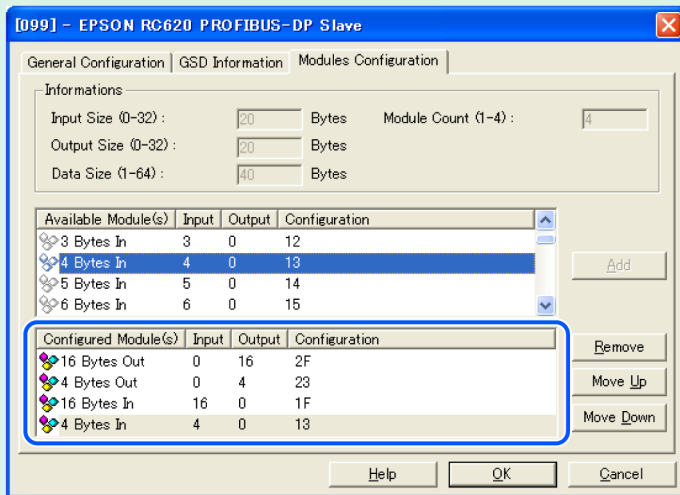 [099] - EPSON RC620 PROFIBUS-DP Slave
General Configuration GSD Information Modules Configuration
Informations
Input Size (0-32) : 20 Bytes Module Count (1-4) : 4
Output Size (0-32) : 20 Bytes
Data Size (1-64) : 40 Bytes
Available Module(s) Input Output Configuration
3 Bytes In 3 0 12
4 Bytes In 4 0 13
5 Bytes In 5 0 14
6 Bytes In 6 0 15
Add
Configured Module(s) Input Output Configuration
16 Bytes Out 0 16 2F
4 Bytes Out 0 4 23
16 Bytes In 16 0 1F
4 Bytes In 4 0 13
Remove
Move Up
Move Down
Help OK Cancel